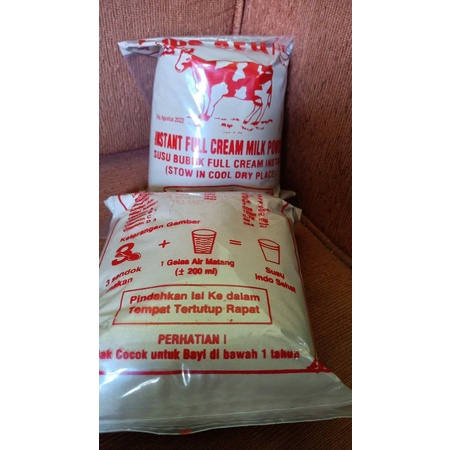 Agustus 2022
INSTANT FULL CREAM MILK
SUSU BUBUK FULL CREAM
(STOW IN COOL DRY PLACE
Keterangan Gambar
+
=
3 sendok
1 Gelas Air Matang
(± 200 ml)
Susu
Indo Sehat
Pindahkan Isi Ke dalam
Tempat Tertutup Rapat
PERHATIAN !
Cocok untuk Bayi di bawah 1 tahun